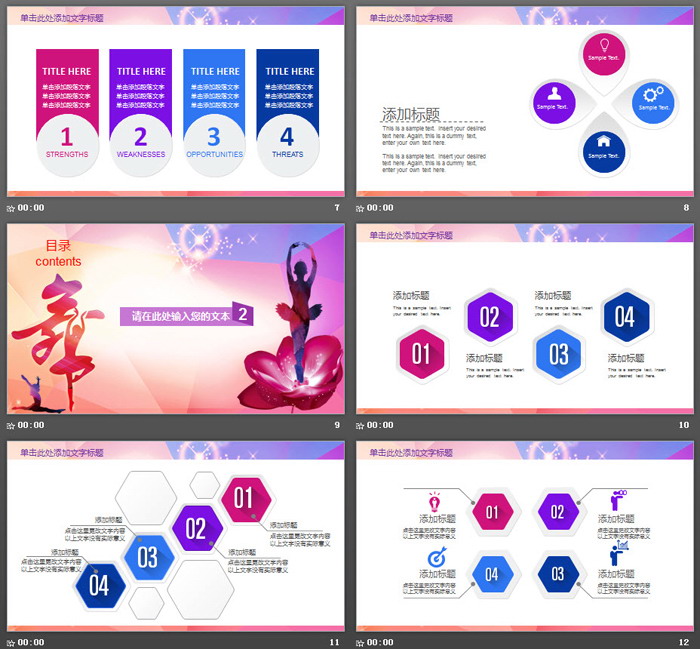 单击此处添加文字标题
TITLE HERE
单击添加段落文字
单击添加段落文字
单击添加段落文字
1
STRENGTHS
TITLE HERE
单击添加段落文字
单击添加段落文字
单击添加段落文字
2
WEAKNESSES
TITLE HERE
单击添加段落文字
单击添加段落文字
单击添加段落文字
3
OPPORTUNITIES
TITLE HERE
单击添加段落文字
单击添加段落文字
单击添加段落文字
4
THREATS
00:00
7
单击此处添加文字标题
添加标题
This is a sample text. Insert your desired
text here. Again, this is a dummy text,
enter your own text here.
This is a sample text. Insert your desired
text here. Again, this is a dummy text,
enter your own text here.
Sample Text.
Sample Text.
Sample Text.
Sample Text.
00:00
8
目录
contents
舞
请在此处输入您的文本
2
00:00
9
单击此处添加文字标题
添加标题
This is a sample text. Insert
your desired text here.
添加标题
This is a sample text. Insert
your desired text here.
01
02
03
04
添加标题
This is a sample text. Insert
your desired text here.
添加标题
This is a sample text. Insert
your desired text here.
00:00
10
单击此处添加文字标题
01
添加标题
点击这里更改文字内容
以上文字没有实际意义
02
添加标题
点击这里更改文字内容
以上文字没有实际意义
03
添加标题
点击这里更改文字内容
以上文字没有实际意义
04
添加标题
点击这里更改文字内容
以上文字没有实际意义
00:00
11
单击此处添加文字标题
添加标题
点击这里更改文字内容
以上文字没有实际意义
01
02
添加标题
点击这里更改文字内容
以上文字没有实际意义
添加标题
点击这里更改文字内容
以上文字没有实际意义
04
03
添加标题
点击这里更改文字内容
以上文字没有实际意义
00:00
12